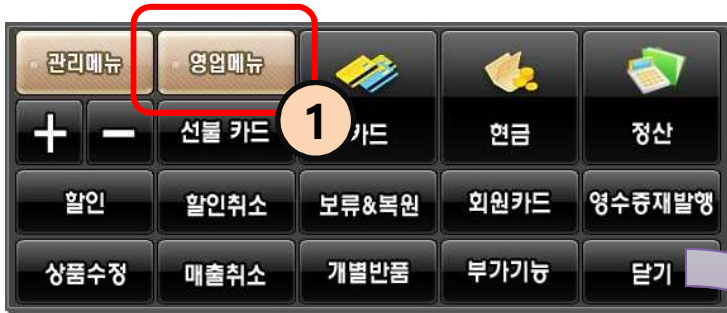 관리메뉴 영업메뉴
1
+ - 선불 카드 카드 현금 정산
할인 할인취소 보류&복원 회원카드 영수증재발행
상품수정 매출취소 개별반품 부가기능 닫기